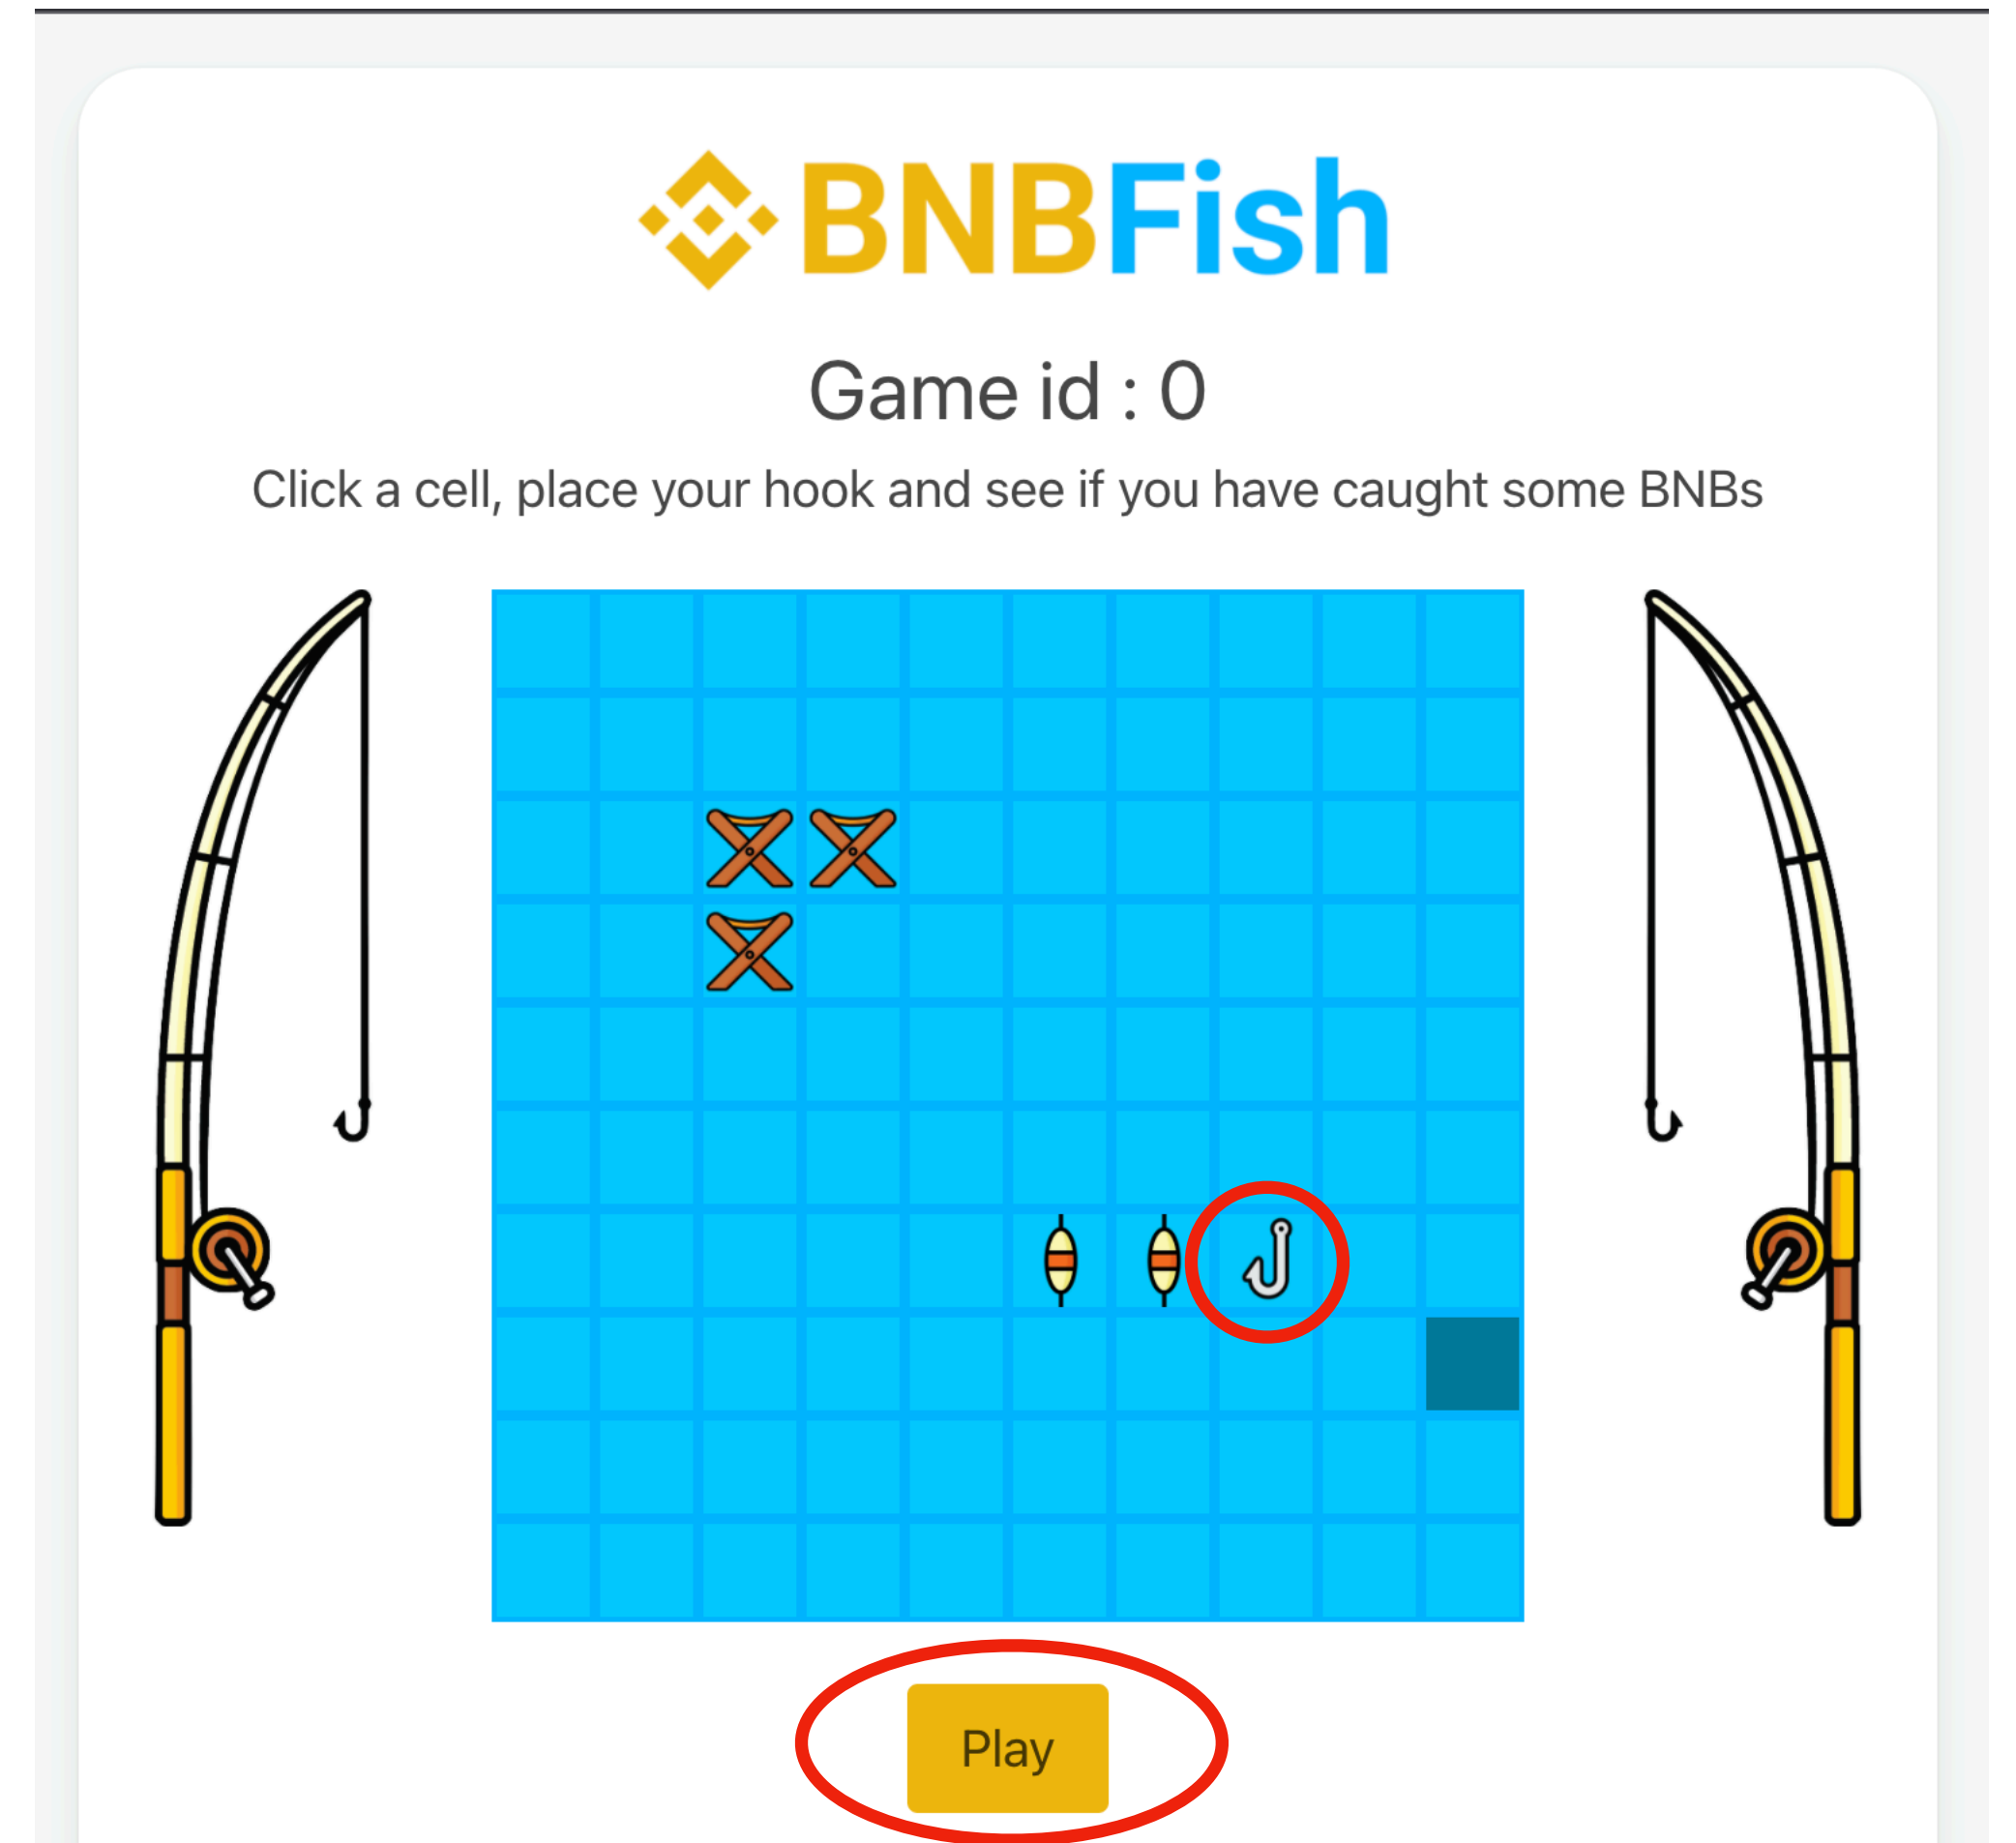 BNBFish
Game id : 0
Click a cell, place your hook and see if you have caught some BNBs
Play